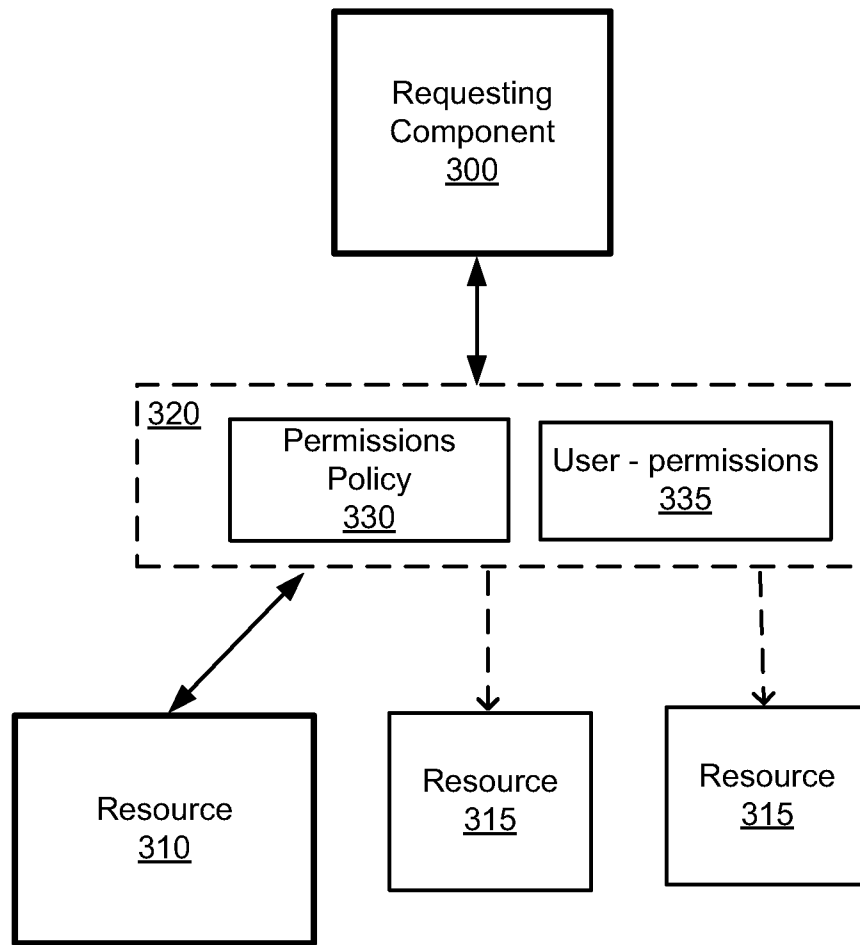 Requesting
Component
300
320
Permissions
Policy
330
User - permissions
335
Resource
310
Resource
315
Resource
315